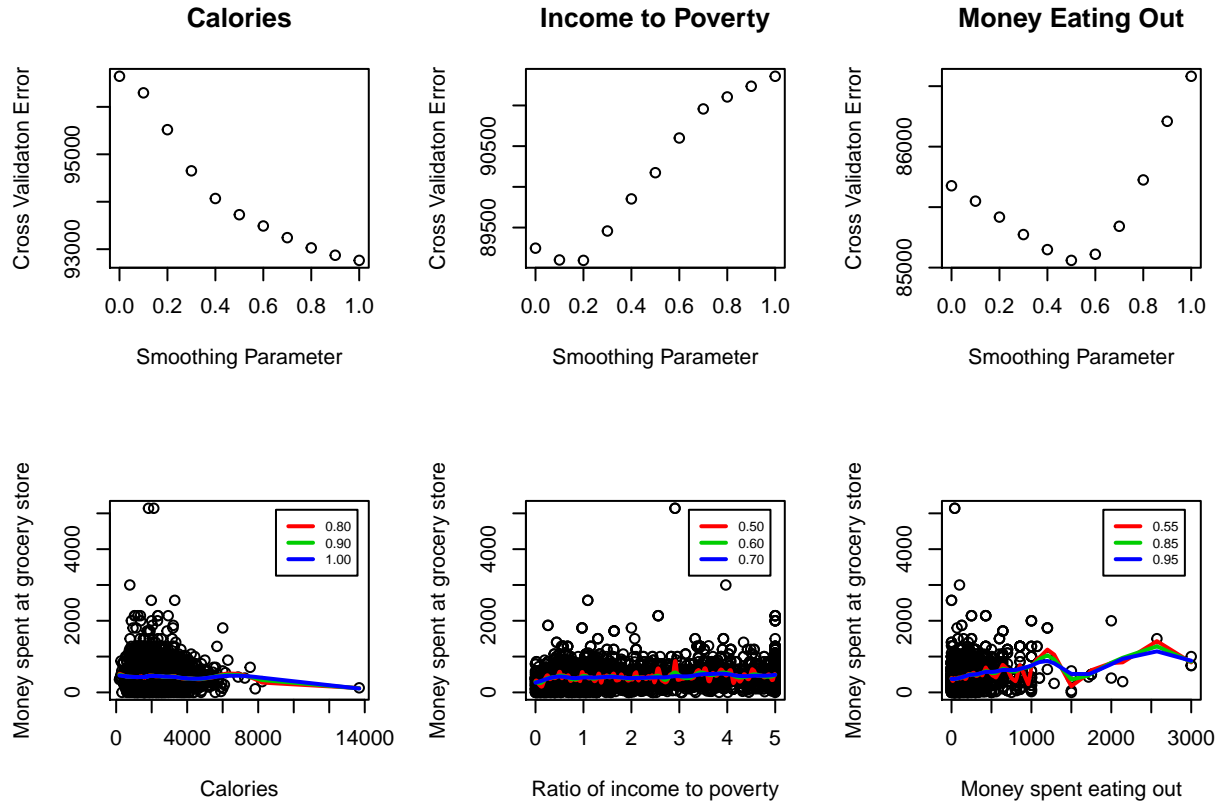 Calories
Cross Validaton Error
93000
95000
0.0 0.2 0.4 0.6 0.8 1.0
Smoothing Parameter
Income to Poverty
Cross Validaton Error
89500
90500
0.0 0.2 0.4 0.6 0.8 1.0
Smoothing Parameter
Money Eating Out
Cross Validaton Error
85000
86000
0.0 0.2 0.4 0.6 0.8 1.0
Smoothing Parameter
Money spent at grocery store
0 2000 4000
0.80
0.90
1.00
0 4000 8000 14000
Calories
Money spent at grocery store
0 2000 4000
0.50
0.60
0.70
0 1 2 3 4 5
Ratio of income to poverty
Money spent at grocery store
0 2000 4000
0.55
0.85
0.95
0 1000 2000 3000
Money spent eating out